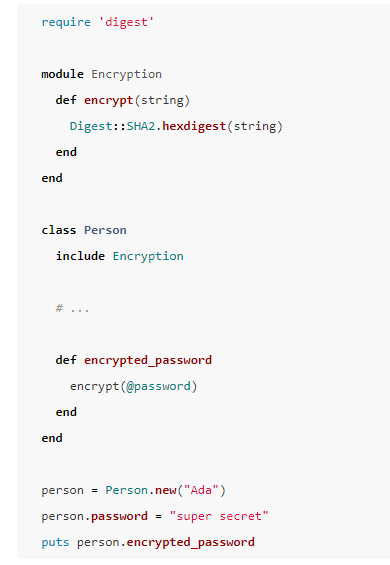 require 'digest'
module Encryption
def encrypt(string)
Digest::SHA2.hexdigest(string)
end
end
class Person
include Encryption
# ...
def encrypted_password
encrypt(@password)
end
end
person = Person.new("Ada")
person.password = "super secret"
puts person.encrypted_password